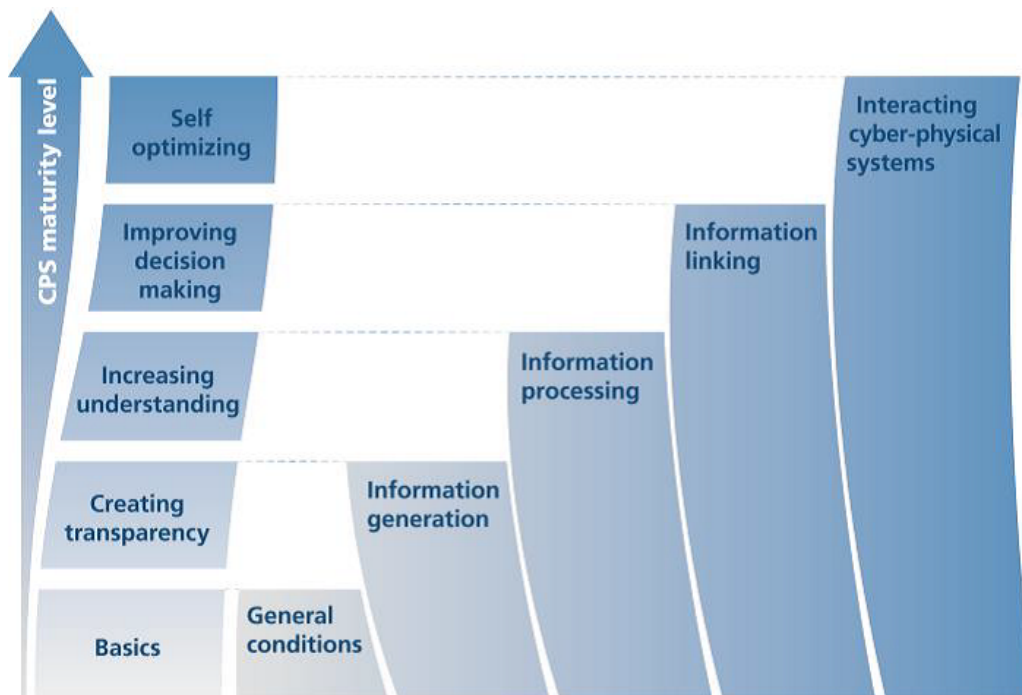 CPS maturity level
Self
optimizing
Interacting
cyber-physical
systems
Improving
decision
making
Information
linking
Increasing
understanding
Information
processing
Creating
transparency
Information
generation
Basics
General
conditions